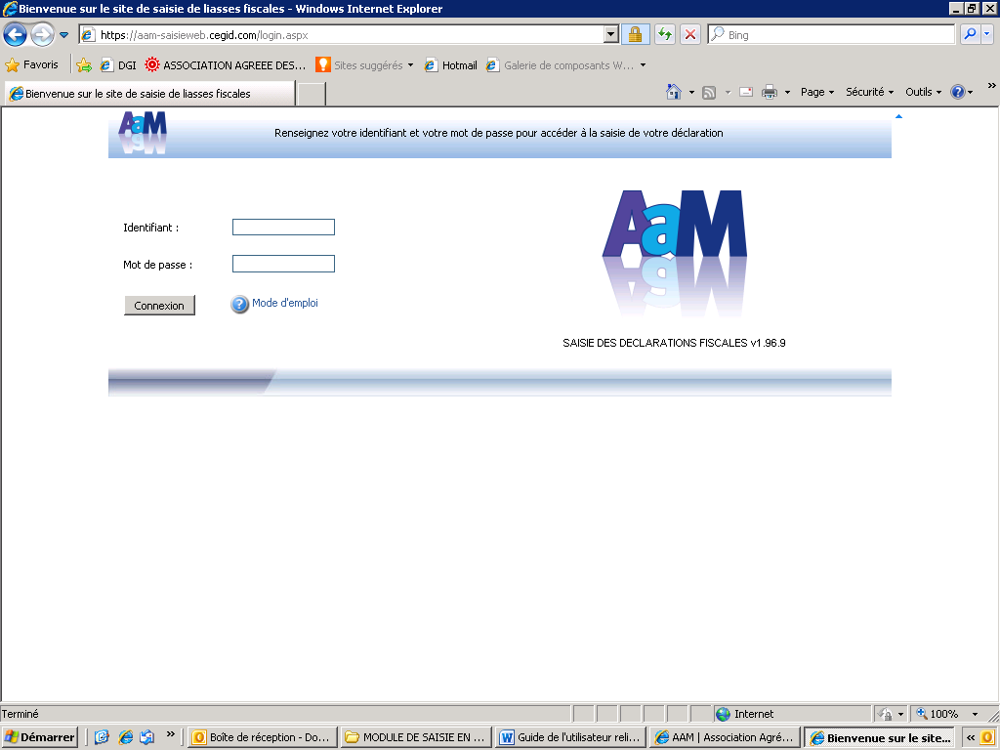 Bienvenue sur le site de saisie de liasses fiscales - Windows Internet Explorer
https://aam-saisieweb.cegid.com/login.aspx
Bing
Favoris
DGI
ASSOCIATION AGREEE DES...
Sites suggérés
Hotmail
Galerie de composants W...
Bienvenue sur le site de saisie de liasses fiscales
Page
Sécurité
Outils
»
AaM
Renseignez votre identifiant et votre mot de passe pour accéder à la saisie de votre déclaration
AaM
Identifiant :
Mot de passe :
Connexion
Mode d'emploi
SAISIE DES DECLARATIONS FISCALES v1.96.9
Terminé
Internet
100%
Démarrer
»
Boîte de réception - Do...
MODULE DE SAISIE EN ...
Guide de l'utilisateur reli...
AAM | Association Agré...
Bienvenue sur le site...
«